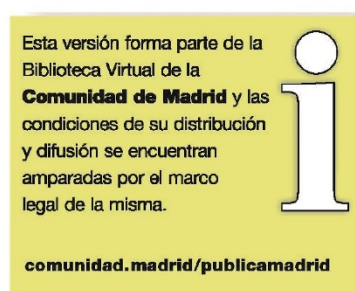 Esta versión forma parte de la
Biblioteca Virtual de la
Comunidad de Madrid y las
condiciones de su distribución
y difusión se encuentran
amparadas por el marco
legal de la misma.
i
comunidad.madrid/publicamadrid